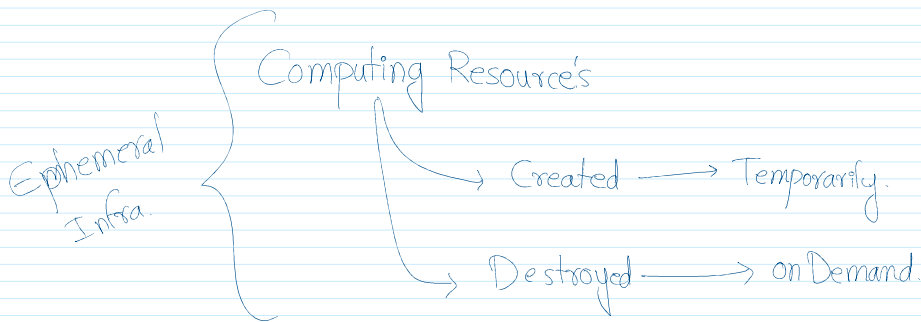 Computing Resource's
Ephemeral
Infra.
Created → Temporarily.
Destroyed → on Demand.